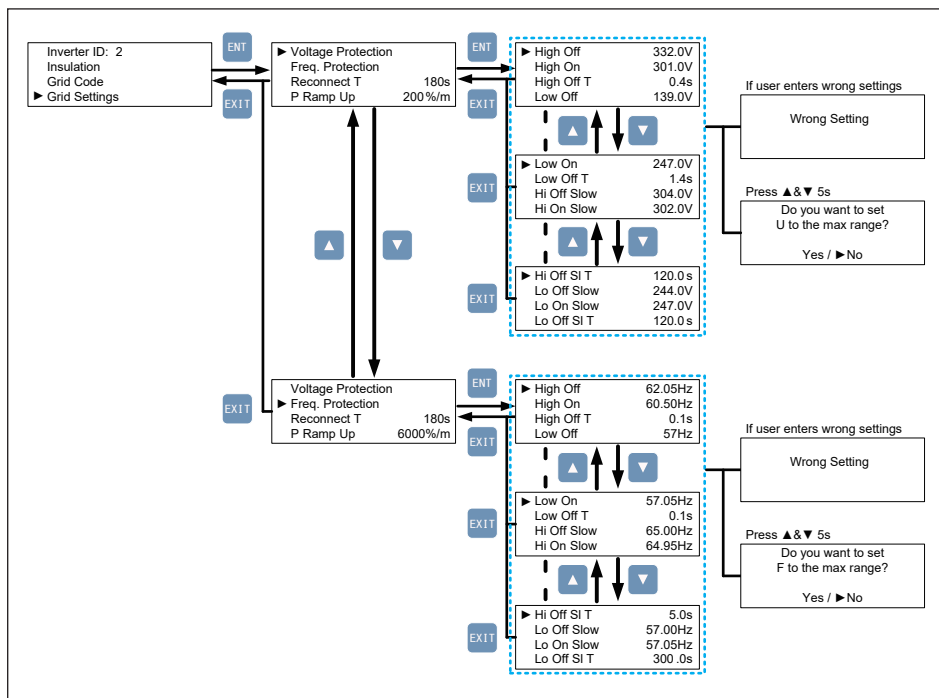 Inverter ID: 2
Insulation
Grid Code
► Grid Settings
ENT
EXIT
► Voltage Protection
Freq. Protection
Reconnect T 180s
P Ramp Up 200%/m
ENT
EXIT
► High Off 332.0V
High On 301.0V
High Off T 0.4s
Low Off 139.0V
▲ ▼
EXIT
► Low On 247.0V
Low Off T 1.4s
Hi Off Slow 304.0V
Hi On Slow 302.0V
▲ ▼
EXIT
► Hi Off Sl T 120.0 s
Lo Off Slow 244.0V
Lo On Slow 247.0V
Lo Off Sl T 120.0 s
If user enters wrong settings
Wrong Setting
Press ▲&▼ 5s
Do you want to set
U to the max range?
Yes / ►No
▲ ▼
EXIT
Voltage Protection
► Freq. Protection
Reconnect T 180s
P Ramp Up 6000%/m
ENT
EXIT
► High Off 62.05Hz
High On 60.50Hz
High Off T 0.1s
Low Off 57Hz
▲ ▼
EXIT
► Low On 57.05Hz
Low Off T 0.1s
Hi Off Slow 65.00Hz
Hi On Slow 64.95Hz
▲ ▼
EXIT
► Hi Off Sl T 5.0s
Lo Off Slow 57.00Hz
Lo On Slow 57.05Hz
Lo Off Sl T 300 .0s
If user enters wrong settings
Wrong Setting
Press ▲&▼ 5s
Do you want to set
F to the max range?
Yes / ►No